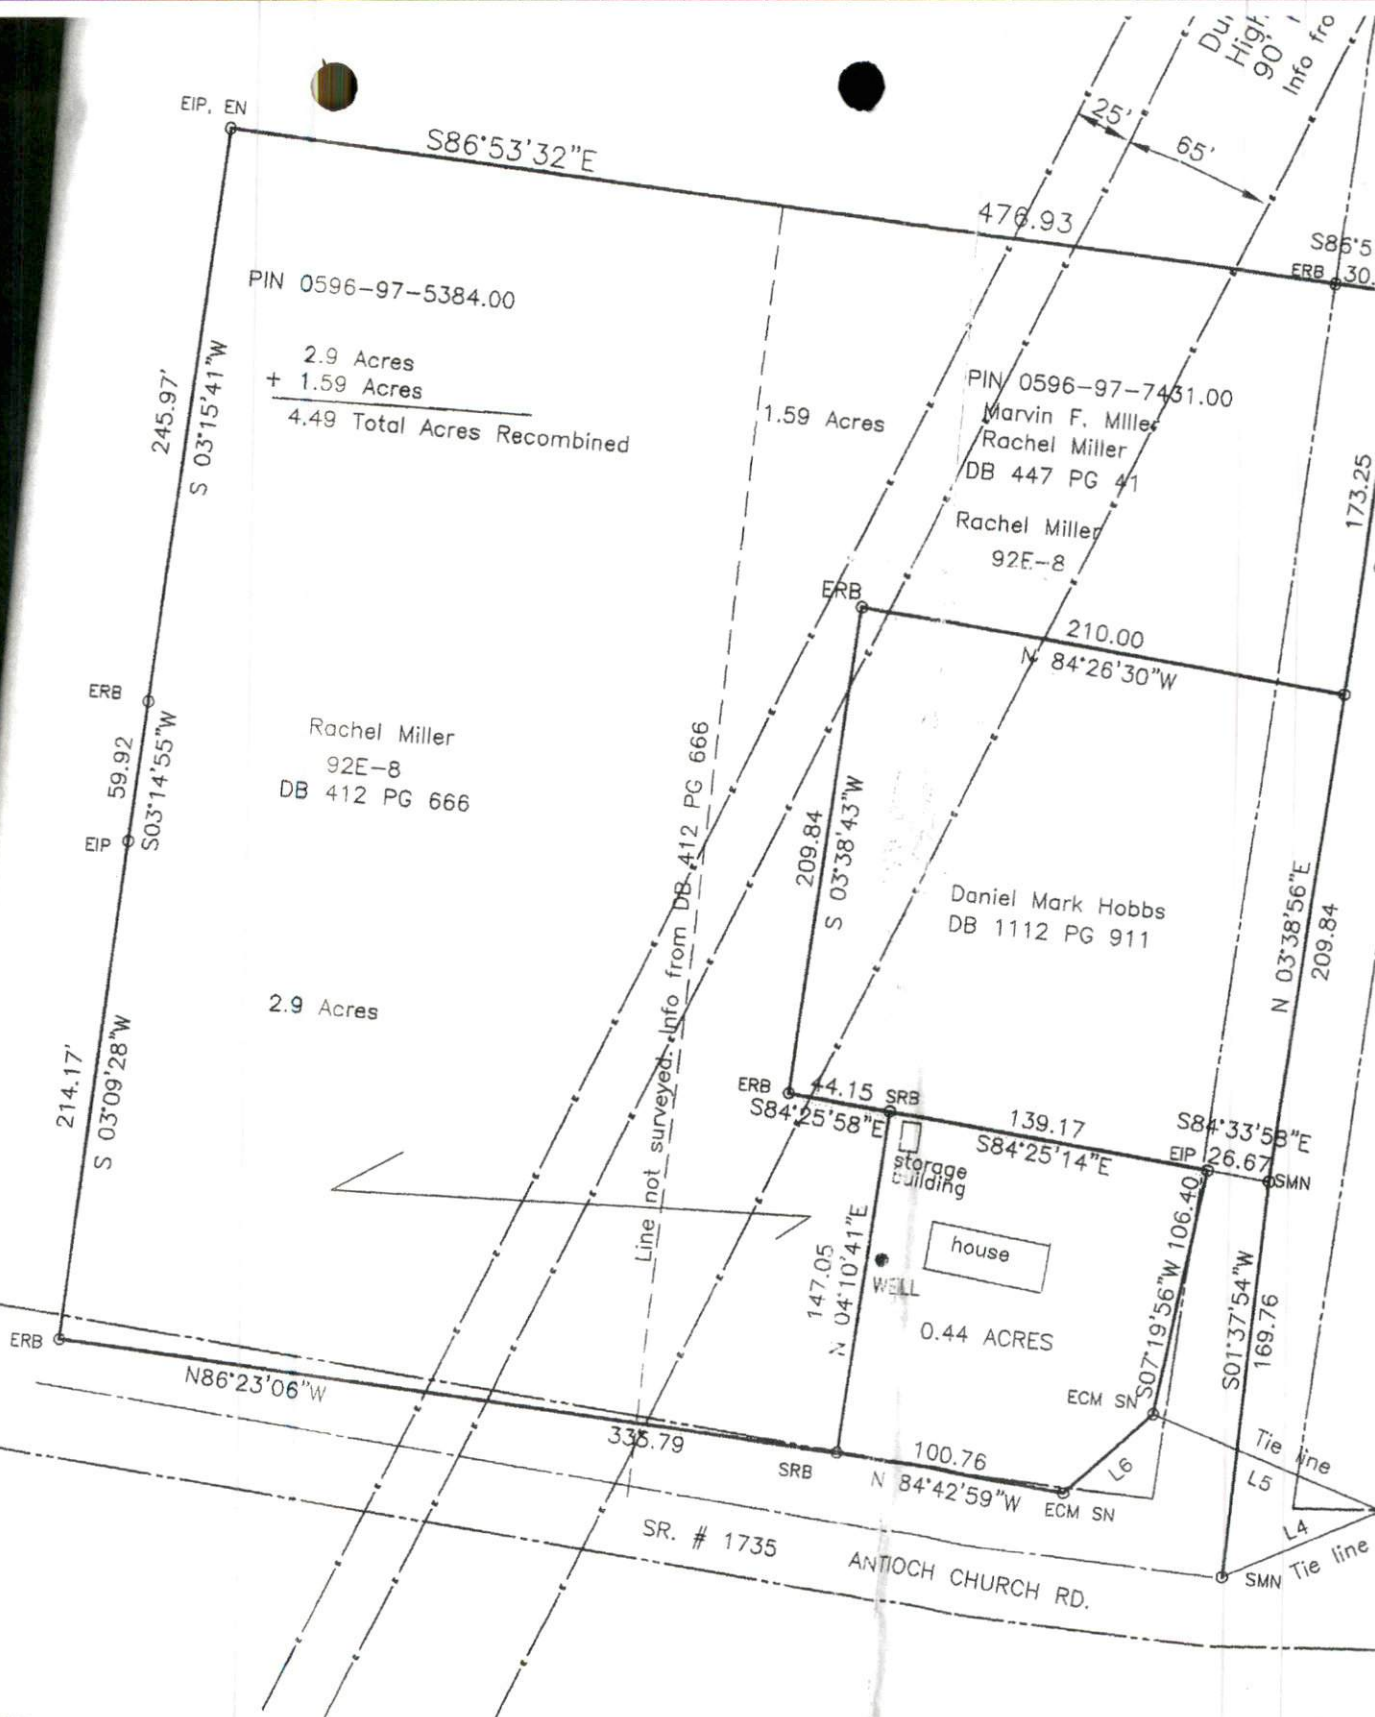 EIP, EN
S86°53'32"E
476.93
25'
65'
90'
Info fro
S86°5
ERB
30.
PIN 0596-97-5384.00
2.9 Acres
+ 1.59 Acres
4.49 Total Acres Recombined
245.97'
S 03°15'41"W
1.59 Acres
PIN 0596-97-7431.00
Marvin F. Miller
Rachel Miller
DB 447 PG 41
Rachel Miller
92E-8
173.25
ERB
210.00
N 84°26'30"W
ERB
59.92
S03°14'55"W
EIP
Rachel Miller
92E-8
DB 412 PG 666
Line not surveyed. Info from DB 412 PG 666
209.84
S 03°38'43"W
Daniel Mark Hobbs
DB 1112 PG 911
N 03°38'56"E
209.84
2.9 Acres
214.17'
S 03°09'28"W
ERB
44.15
SRB
S84°25'58"E
139.17
S84°25'14"E
S84°33'58"E
EIP
26.67
SMN
storage
building
house
WELL
147.05
N 04°10'41"E
0.44 ACRES
S07°19'56"W 106.40
S01°37'54"W
169.76
ERB
N86°23'06"W
SRB
100.76
N 84°42'59"W
ECM SN
ECM SN
L6
Tie line
L5
L4
Tie line
SMN
SR. # 1735
ANTIOCH CHURCH RD.